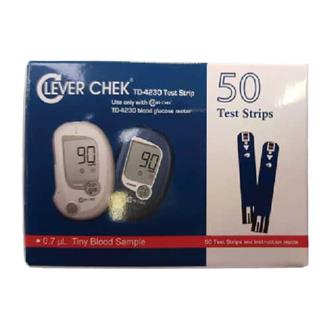 CLEVER CHEK®
TD-4230 Test Strip
Use only with CLEVER CHEK
TD-4230 blood glucose meter
50
Test Strips
90
90
• 0.7 µL Tiny Blood Sample
50 Test Strips and instruction inside